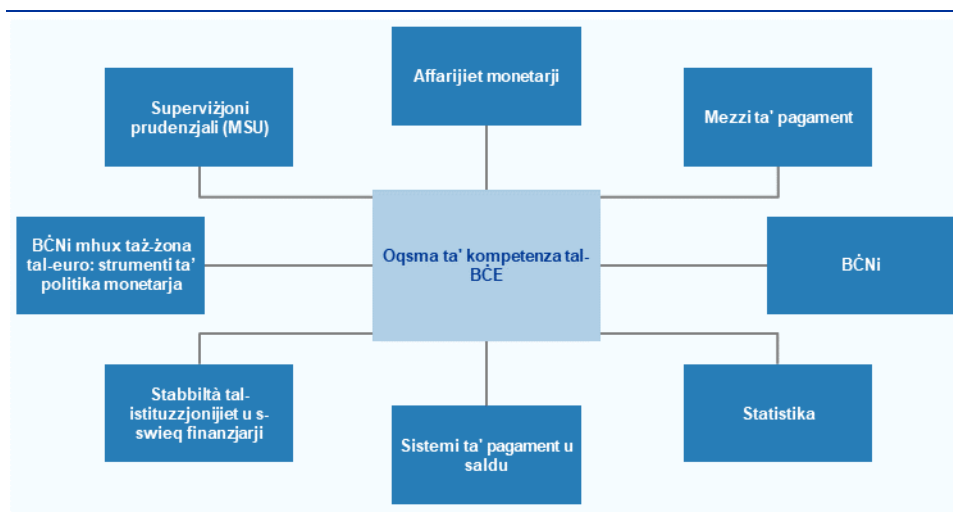 Affarijiet monetarji
Superviżjoni
prudenzjali (MSU)
Mezzi ta’ pagament
BĊNi mhux taż-żona
tal-euro: strumenti ta’
politika monetarja
Oqsma ta’ kompetenza tal-
BĊE
BĊNi
Stabbiltà tal-
istituzzjonijiet u s-
swieq finanzjarji
Sistemi ta’ pagament u
saldu
Statistika